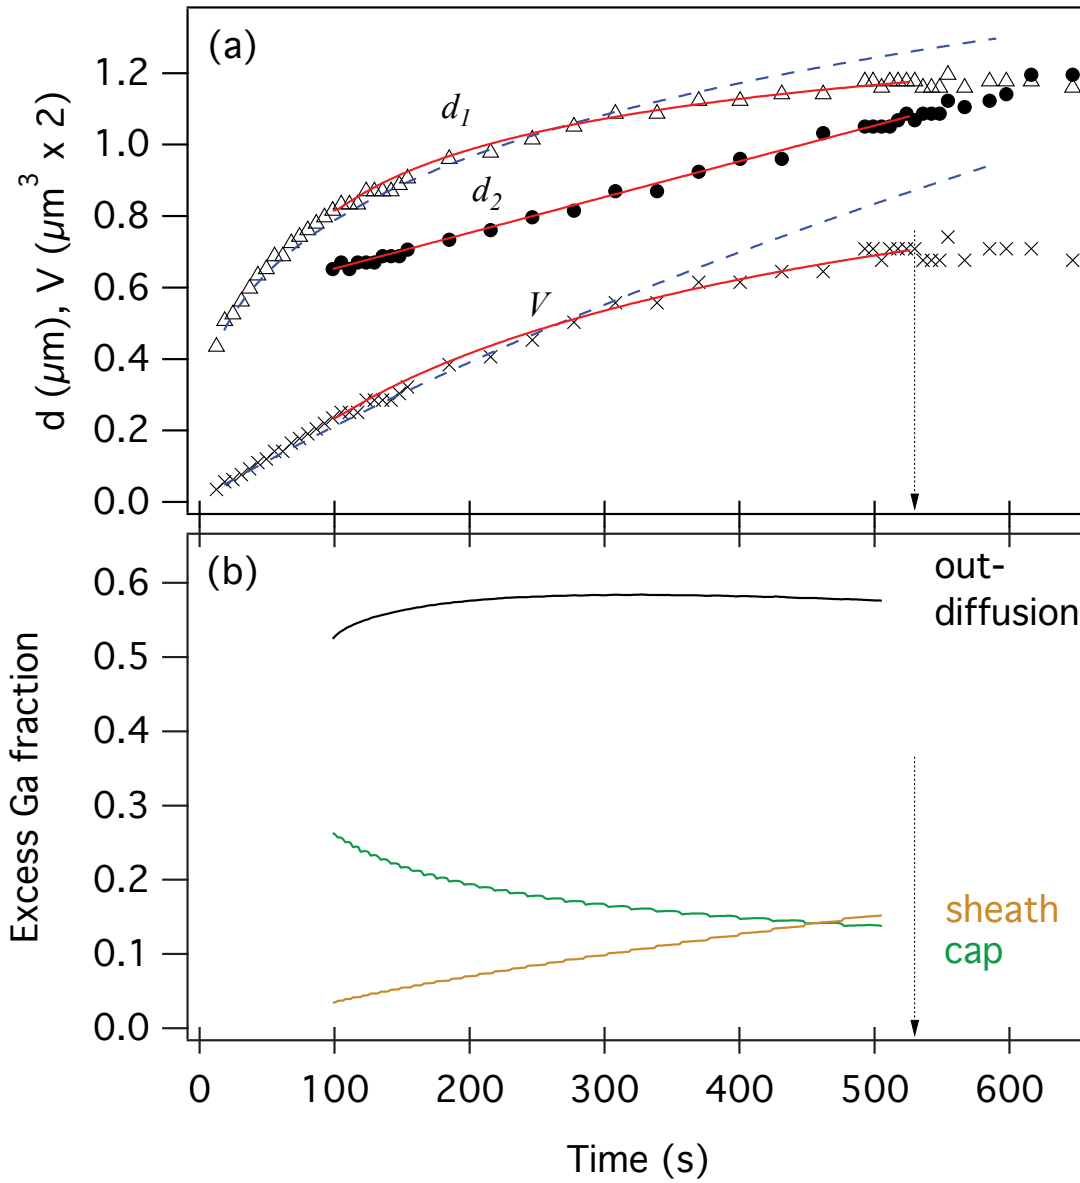 (a)
d (μm), V (μm³ x 2)
1.2
1.0
0.8
0.6
0.4
0.2
0.0
d₁
d₂
V
(b)
Excess Ga fraction
0.6
0.5
0.4
0.3
0.2
0.1
0.0
out-
diffusion
sheath
cap
0 100 200 300 400 500 600
Time (s)